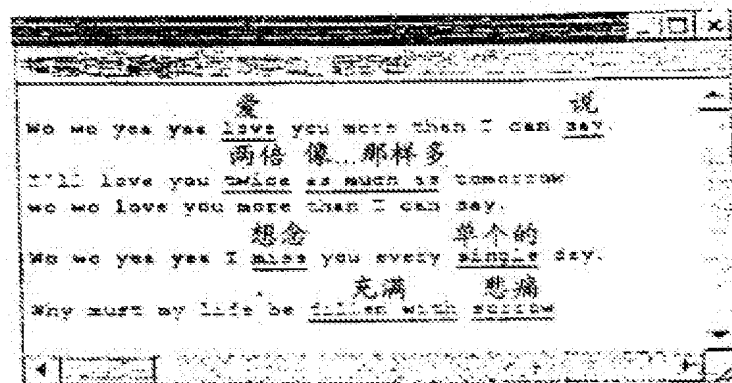 爱 说
Wo wo yea yea love you more than I can say.
两倍 像...那样多
I'll love you twice as much as tomorrow
wo wo love you more than I can say.
想念 单个的
Wo wo yea yea I miss you every single day.
充满 悲痛
Why must my life be filled with sorrow